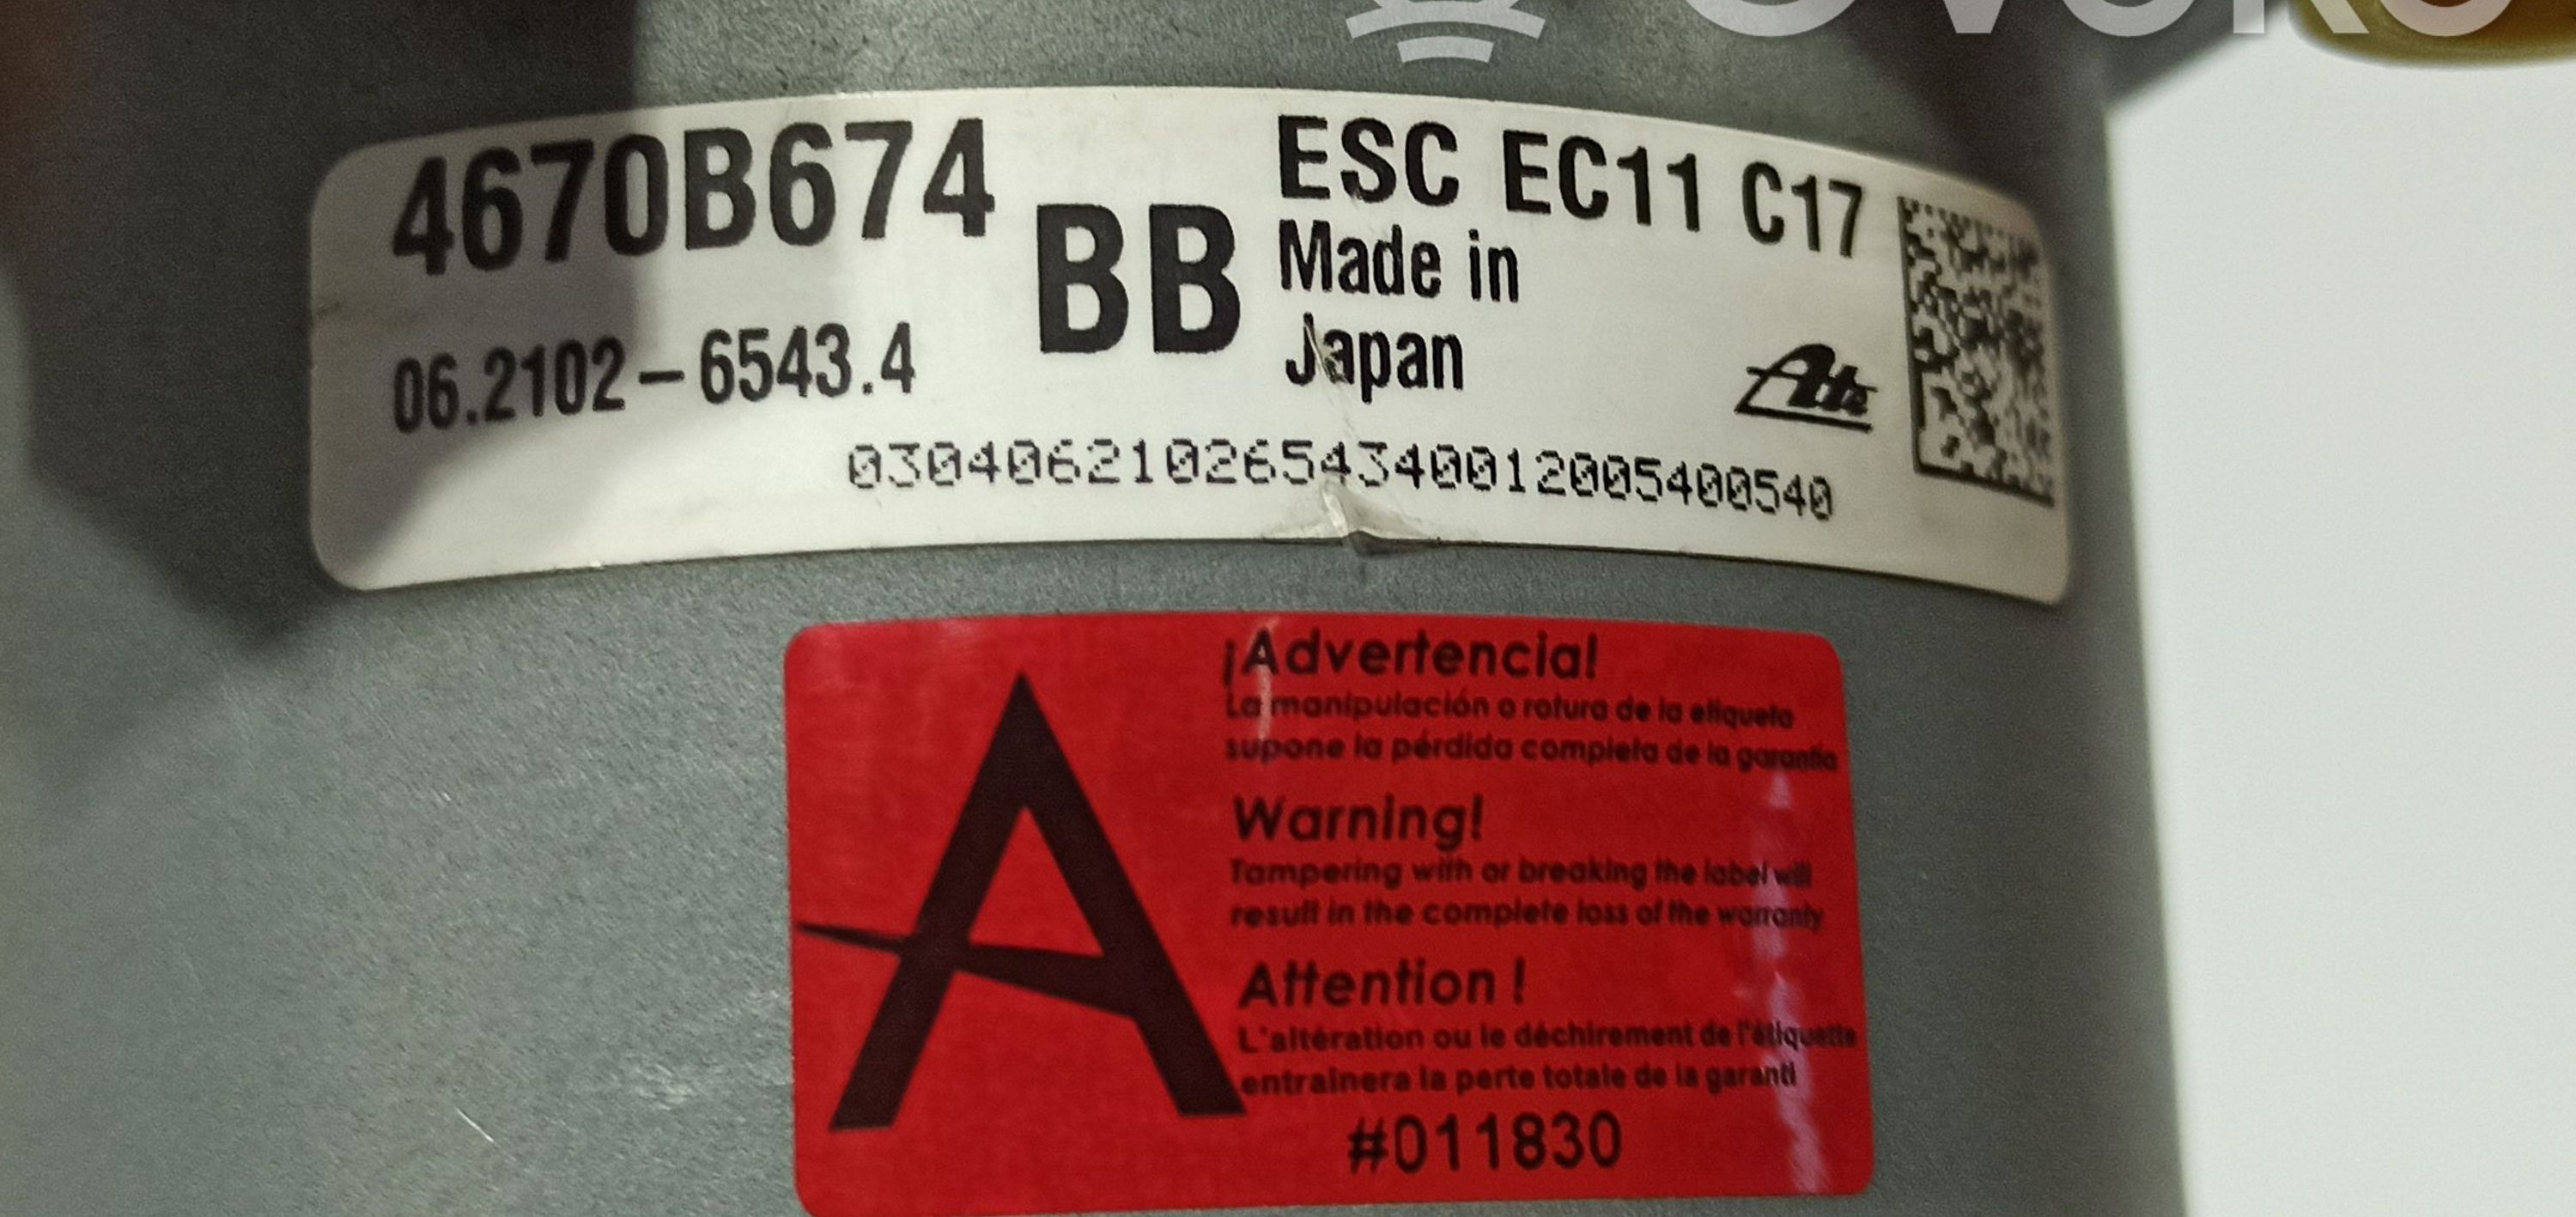 4670B674
BB
ESC EC11 C17
Made in
Japan
06.2102-6543.4
Ate
0304062102654340012005400540
A
¡Advertencia!
La manipulación o rotura de la etiqueta
supone la pérdida completa de la garantía
Warning!
Tampering with or breaking the label will
result in the complete loss of the warranty
Attention !
L'altération ou le déchirement de l'étiquette
entraînera la perte totale de la garanti
#011830